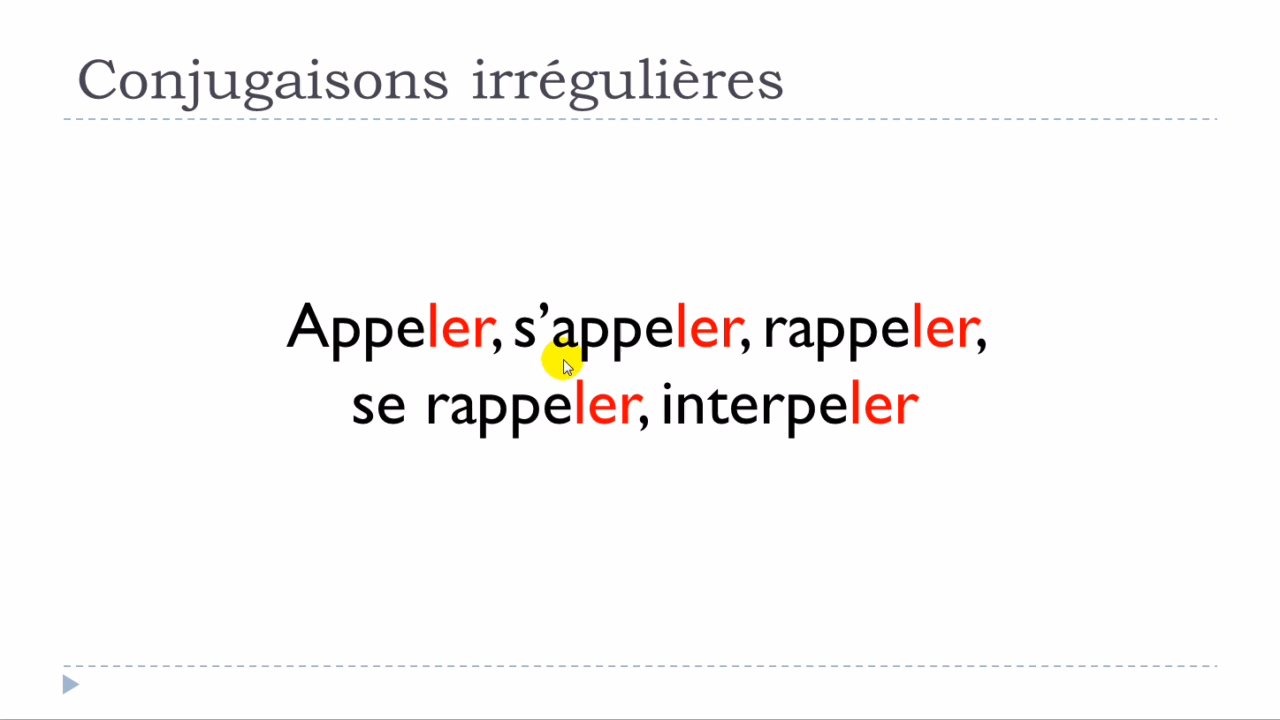 Conjugaisons irrégulières
Appeler, s’appeler, rappeler,
se rappeler, interpeler